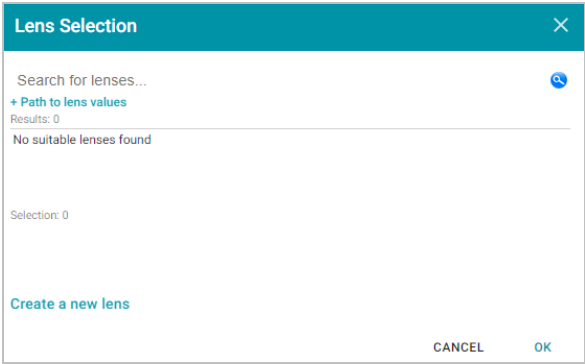 Lens Selection
Search for lenses...
+ Path to lens values
Results: 0
No suitable lenses found
Selection: 0
Create a new lens
CANCEL OK